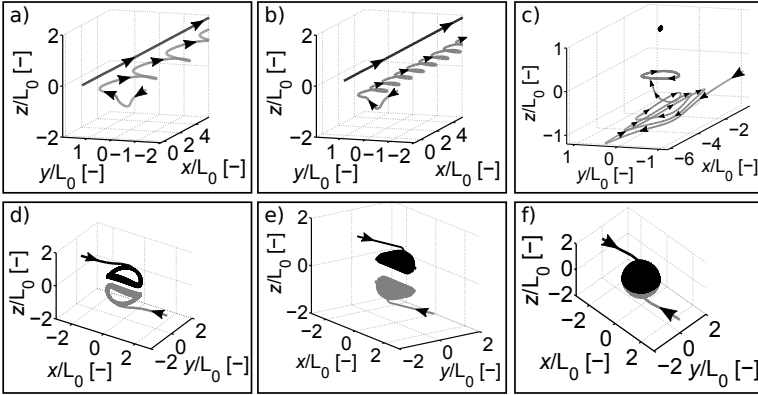 a)
2
0
−2
z/L0 [−]
1 0 −1 −2
y/L0 [−]
0 2 4
x/L0 [−]
b)
2
0
−2
z/L0 [−]
1 0 −1 −2
y/L0 [−]
0 2 4
x/L0 [−]
c)
1
0
−1
z/L0 [−]
1 0 −1
y/L0 [−]
−6 −4 −2
x/L0 [−]
d)
2
0
−2
z/L0 [−]
−2 0 2
x/L0 [−]
−2 0 2
y/L0 [−]
e)
2
0
−2
z/L0 [−]
−2 0 2
x/L0 [−]
−2 0 2
y/L0 [−]
f)
2
0
−2
z/L0 [−]
−2 0 2
x/L0 [−]
−2 0 2
y/L0 [−]